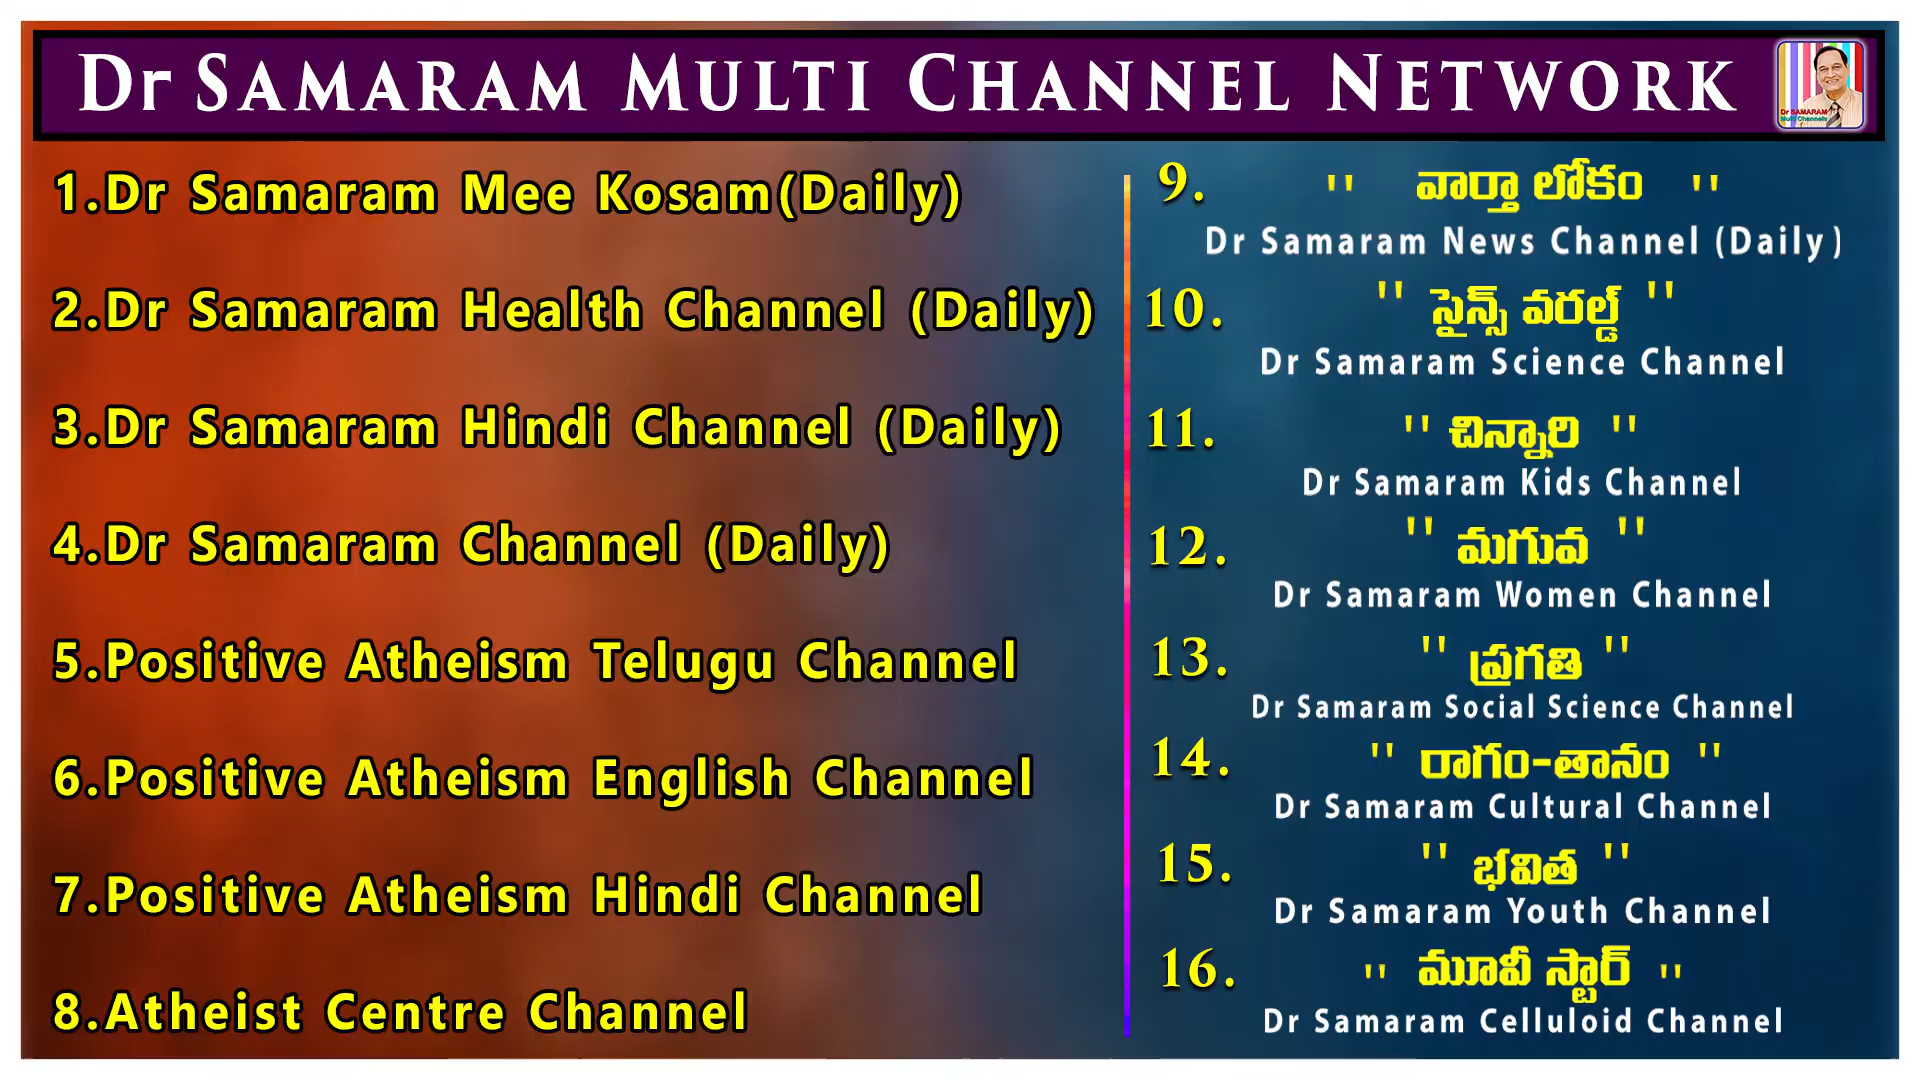 Dr SAMARAM MULTI CHANNEL NETWORK
Dr SAMARAM
Multi Channels
1.Dr Samaram Mee Kosam(Daily)
2.Dr Samaram Health Channel (Daily)
3.Dr Samaram Hindi Channel (Daily)
4.Dr Samaram Channel (Daily)
5.Positive Atheism Telugu Channel
6.Positive Atheism English Channel
7.Positive Atheism Hindi Channel
8.Atheist Centre Channel
9. '' వార్తా లోకం ''
Dr Samaram News Channel (Daily)
10. '' సైన్స్ వరల్డ్ ''
Dr Samaram Science Channel
11. '' చిన్నారి ''
Dr Samaram Kids Channel
12. '' మగువ ''
Dr Samaram Women Channel
13. '' ప్రగతి ''
Dr Samaram Social Science Channel
14. '' రాగం-తానం ''
Dr Samaram Cultural Channel
15. '' భవిత ''
Dr Samaram Youth Channel
16. '' మూవీ స్టార్ ''
Dr Samaram Celluloid Channel